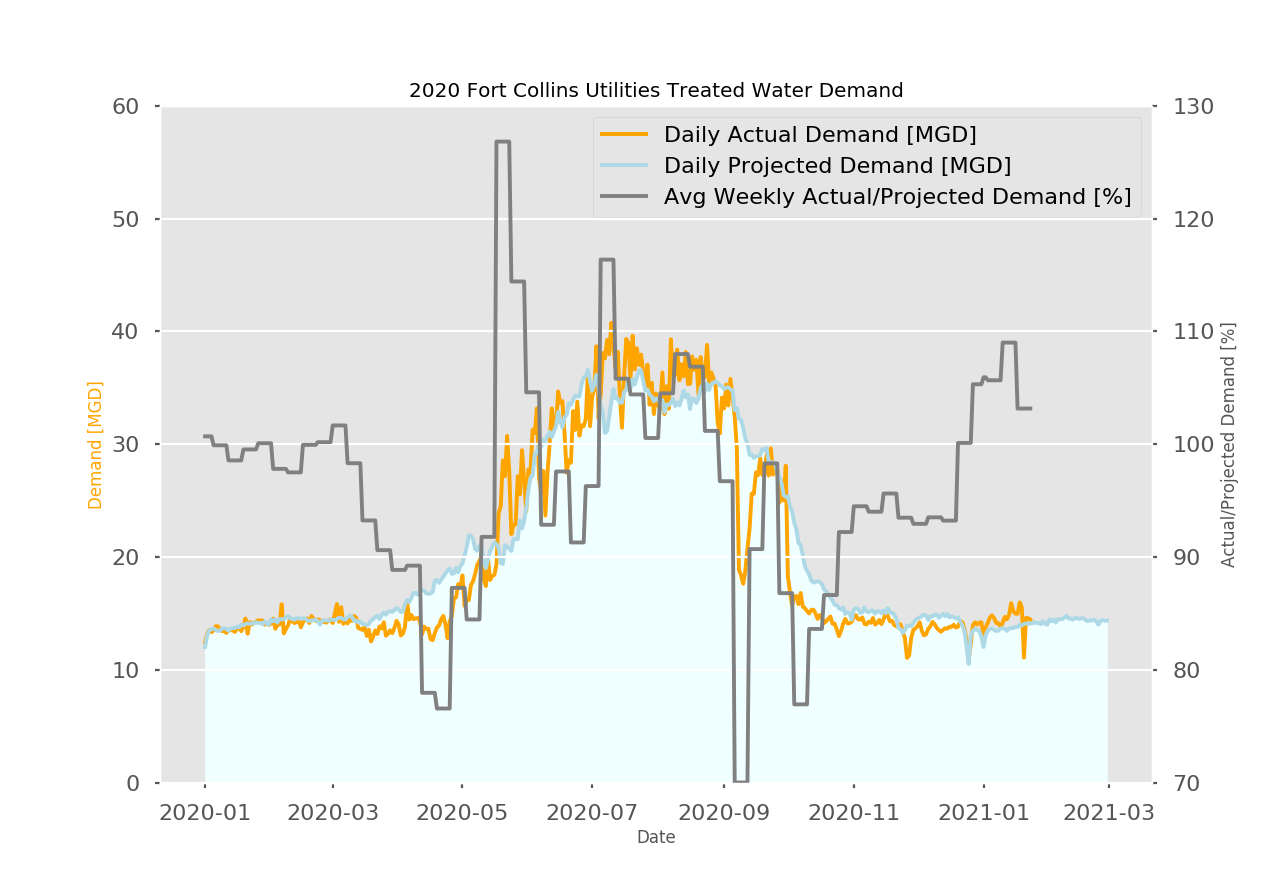 2020 Fort Collins Utilities Treated Water Demand
60
50
40
30
20
10
0
Demand [MGD]
Daily Actual Demand [MGD]
Daily Projected Demand [MGD]
Avg Weekly Actual/Projected Demand [%]
130
120
110
100
90
80
70
Actual/Projected Demand [%]
2020-01 2020-03 2020-05 2020-07 2020-09 2020-11 2021-01 2021-03
Date